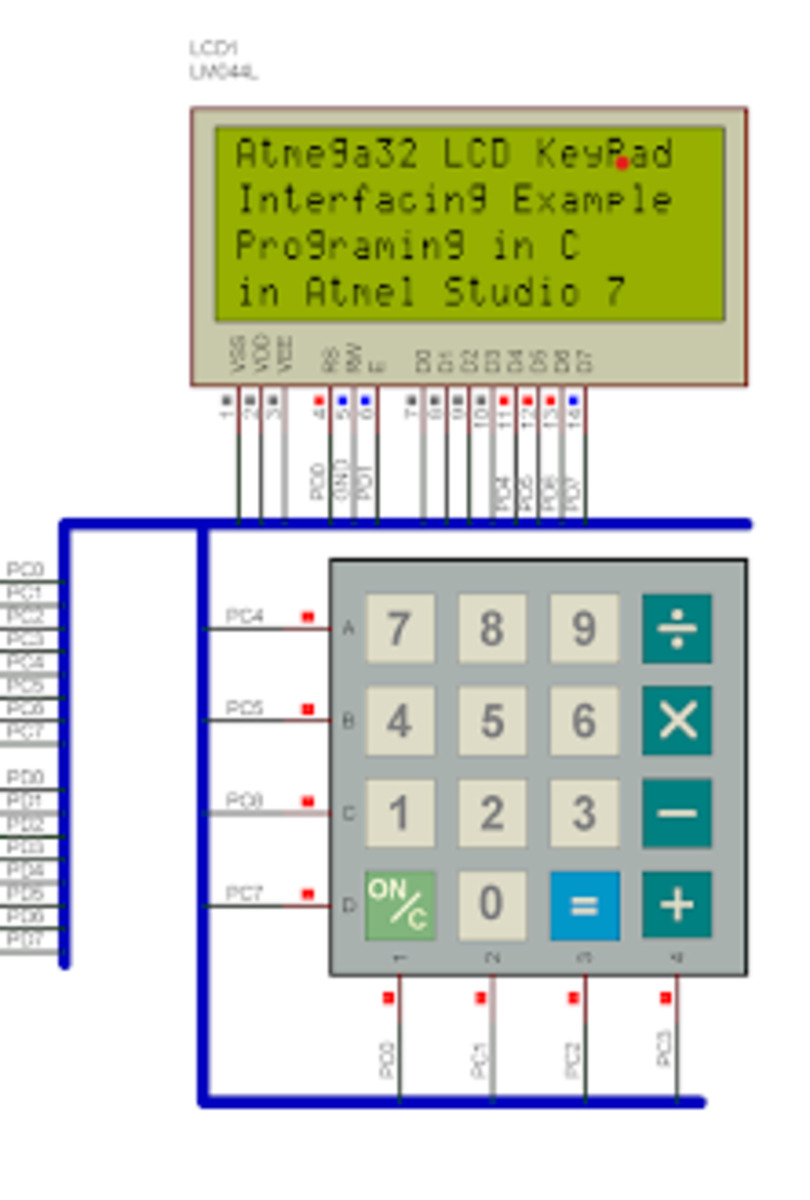 LCD1
LM044L
Atmega32 LCD KeyPad
Interfacing Example
Programing in C
in Atmel Studio 7
VSS VDD VEE RS RW E D0 D1 D2 D3 D4 D5 D6 D7
1 2 3 4 5 6 7 8 9 10 11 12 13 14
PD0 GND PD1 PD4 PD5 PD6 PD7
PC0
PC1
PC2
PC3
PC4
PC5
PC6
PC7
PD0
PD1
PD2
PD3
PD4
PD5
PD6
PD7
PC4 A 7 8 9 ÷
PC5 B 4 5 6 ×
PC6 C 1 2 3 −
PC7 D ON/C 0 = +
1 2 3 4
PC0 PC1 PC2 PC3